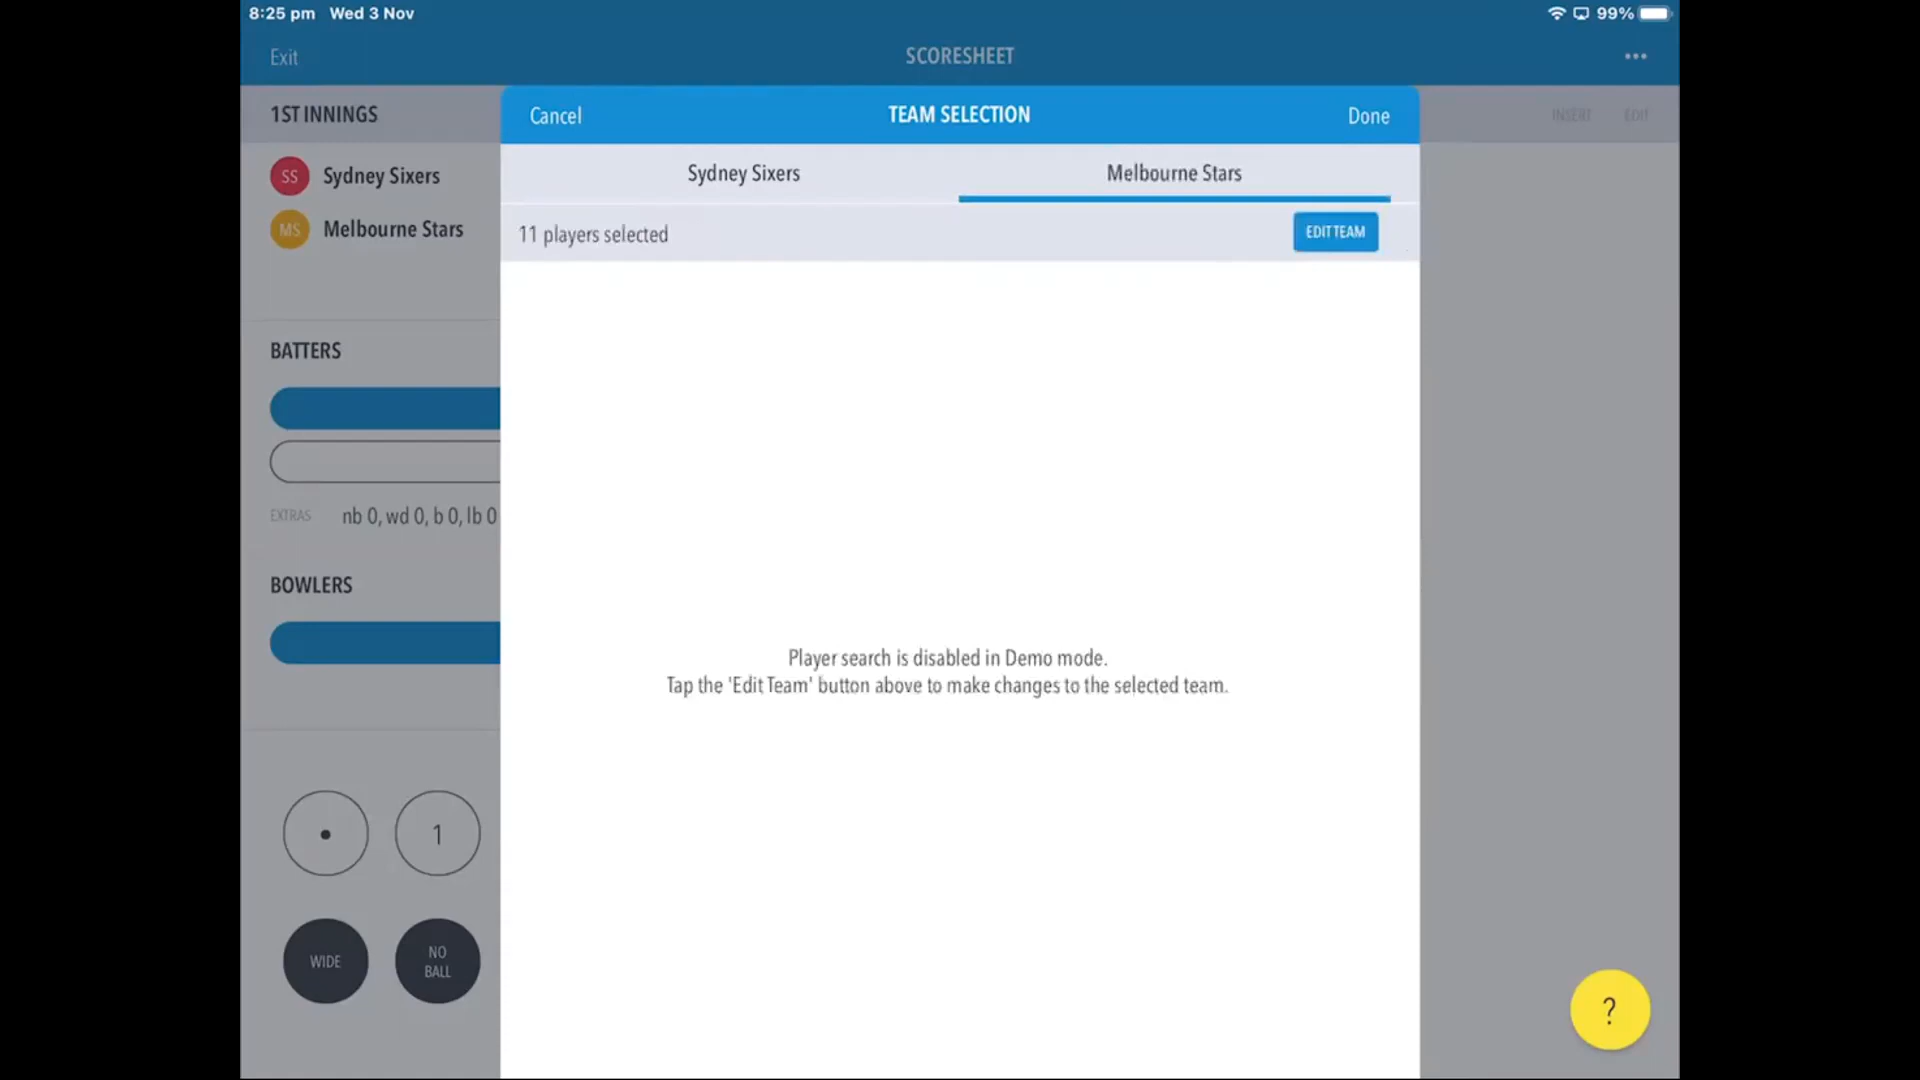 8:25 pm Wed 3 Nov
99%
Exit
SCORESHEET
•••
1ST INNINGS
Cancel
TEAM SELECTION
Done
INSERT
EDIT
SS Sydney Sixers
Sydney Sixers
Melbourne Stars
MS Melbourne Stars
11 players selected
EDIT TEAM
BATTERS
EXTRAS nb 0, wd 0, b 0, lb 0
BOWLERS
Player search is disabled in Demo mode.
Tap the 'Edit Team' button above to make changes to the selected team.
• 1
WIDE
NO
BALL
?